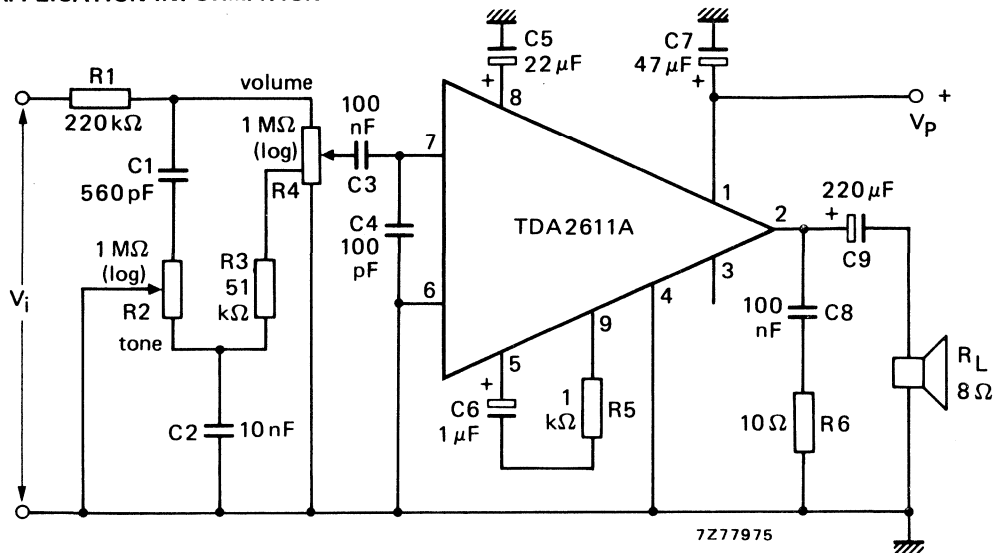 R1
220 kΩ
volume
1 MΩ
(log)
R4
C1
560 pF
1 MΩ
(log)
R2
tone
R3
51
kΩ
C2
10 nF
Vi
100
nF
C3
C4
100
pF
C5
22 µF
+
8
7
6
TDA2611A
C7
47 µF
+
+
VP
1
2
3
4
5
9
+
C6
1 µF
1
kΩ
R5
220 µF
+
C9
100
nF
C8
10 Ω
R6
RL
8 Ω
7Z77975